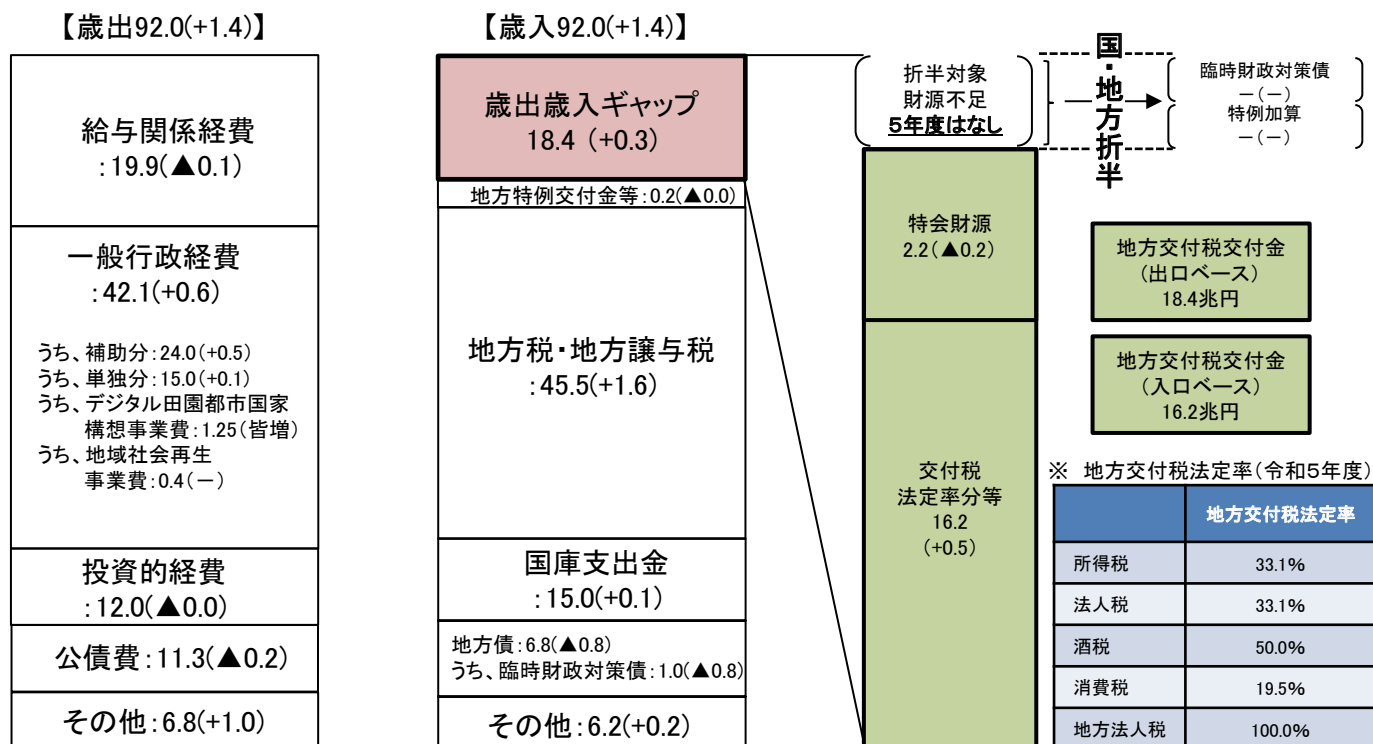 【歳出92.0(+1.4)】
給与関係経費
:19.9(▲0.1)
一般行政経費
:42.1(+0.6)
うち、補助分:24.0(+0.5)
うち、単独分:15.0(+0.1)
うち、デジタル田園都市国家
構想事業費:1.25(皆増)
うち、地域社会再生
事業費:0.4(-)
投資的経費
:12.0(▲0.0)
公債費:11.3(▲0.2)
その他:6.8(+1.0)
【歳入92.0(+1.4)】
歳出歳入ギャップ
18.4 (+0.3)
地方特例交付金等:0.2(▲0.0)
地方税・地方譲与税
:45.5(+1.6)
国庫支出金
:15.0(+0.1)
地方債:6.8(▲0.8)
うち、臨時財政対策債:1.0(▲0.8)
その他:6.2(+0.2)
折半対象
財源不足
5年度はなし
特会財源
2.2(▲0.2)
交付税
法定率分等
16.2
(+0.5)
国・地方折半
臨時財政対策債
-(-)
特例加算
-(-)
地方交付税交付金
(出口ベース)
18.4兆円
地方交付税交付金
(入口ベース)
16.2兆円
※ 地方交付税法定率(令和5年度)
地方交付税法定率
所得税 33.1%
法人税 33.1%
酒税 50.0%
消費税 19.5%
地方法人税 100.0%